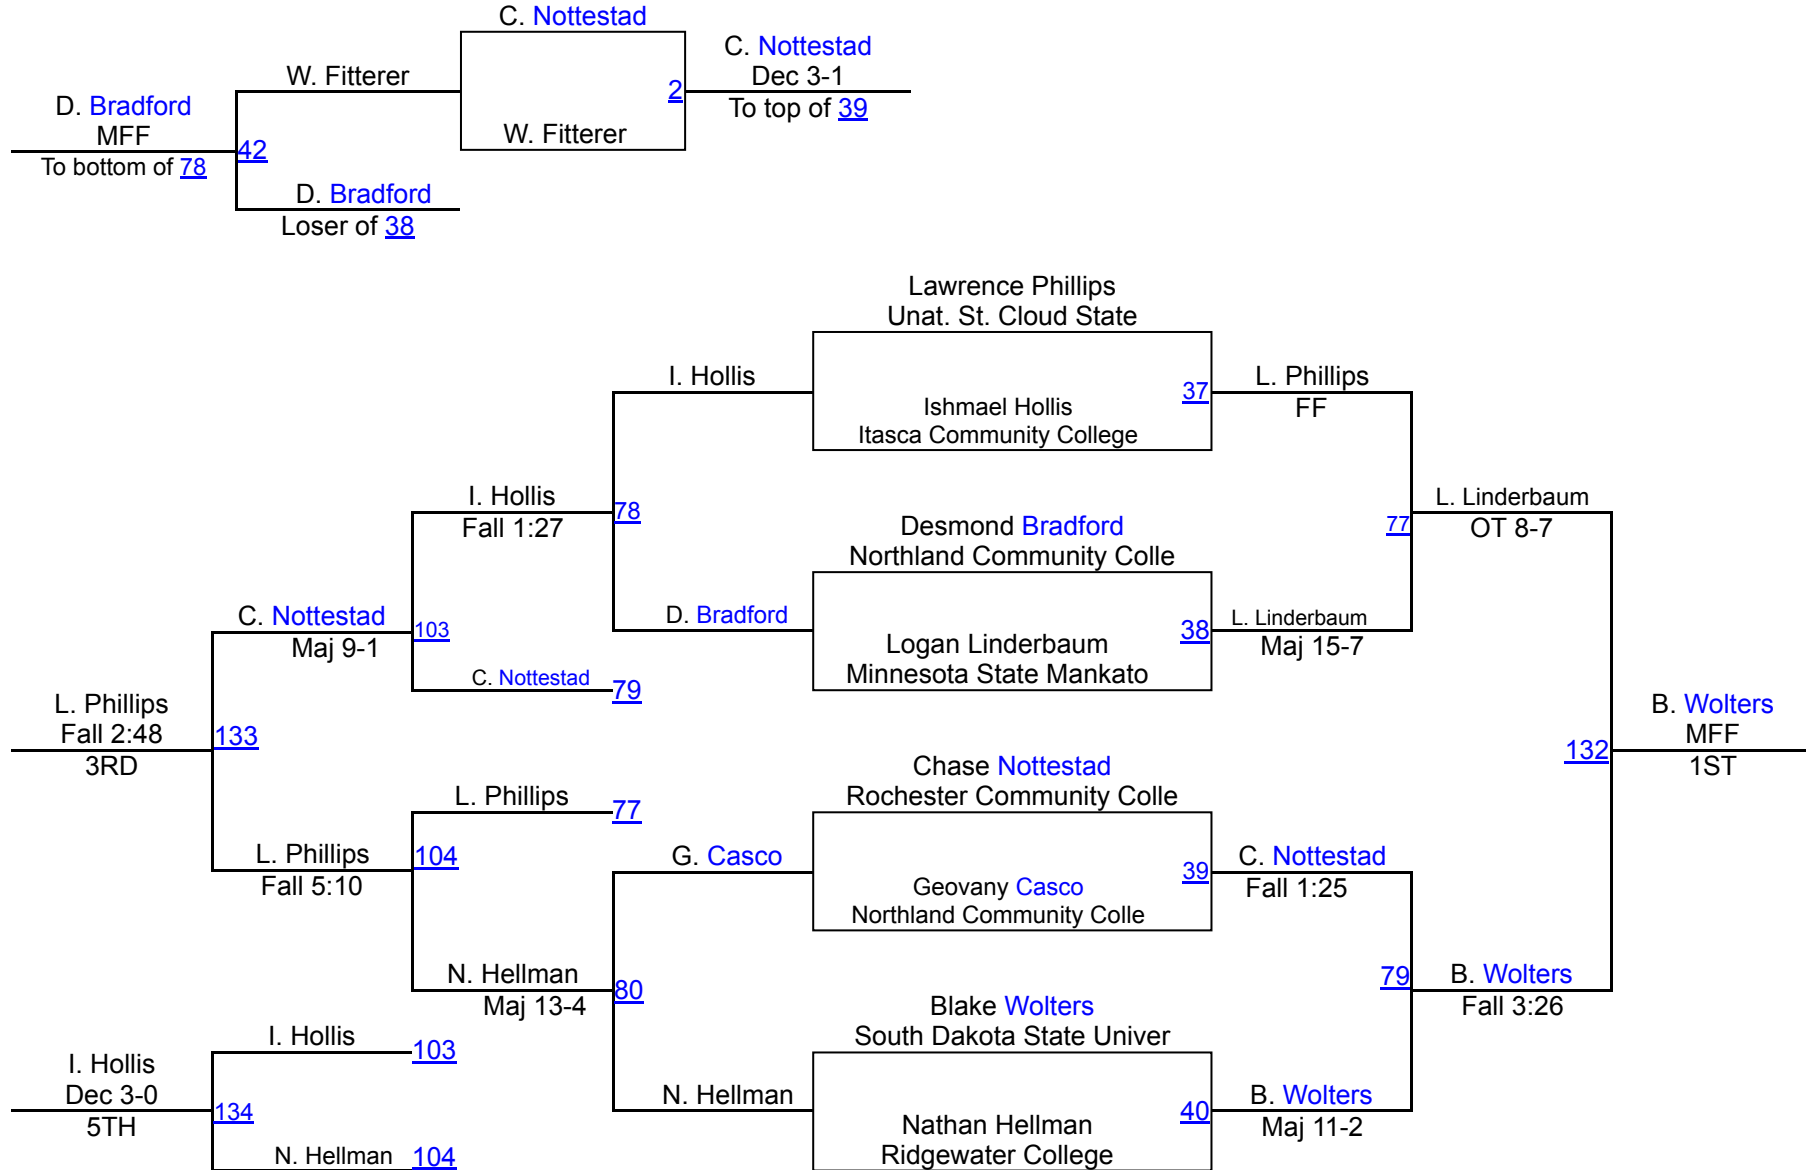 C. Nottestad
W. Fitterer
2
W. Fitterer
C. Nottestad
Dec 3-1
To top of 39
D. Bradford
MFF
To bottom of 78
42
D. Bradford
Loser of 38
Lawrence Phillips
Unat. St. Cloud State
I. Hollis
37
Ishmael Hollis
Itasca Community College
L. Phillips
FF
I. Hollis
Fall 1:27
78
Desmond Bradford
Northland Community Colle
77
L. Linderbaum
OT 8-7
C. Nottestad
Maj 9-1
103
D. Bradford
38
Logan Linderbaum
Minnesota State Mankato
L. Linderbaum
Maj 15-7
C. Nottestad
79
L. Phillips
Fall 2:48
3RD
133
Chase Nottestad
Rochester Community Colle
132
B. Wolters
MFF
1ST
L. Phillips
77
L. Phillips
Fall 5:10
104
G. Casco
39
Geovany Casco
Northland Community Colle
C. Nottestad
Fall 1:25
N. Hellman
Maj 13-4
80
Blake Wolters
South Dakota State Univer
79
B. Wolters
Fall 3:26
I. Hollis
103
I. Hollis
Dec 3-0
5TH
134
N. Hellman
40
Nathan Hellman
Ridgewater College
B. Wolters
Maj 11-2
N. Hellman
104